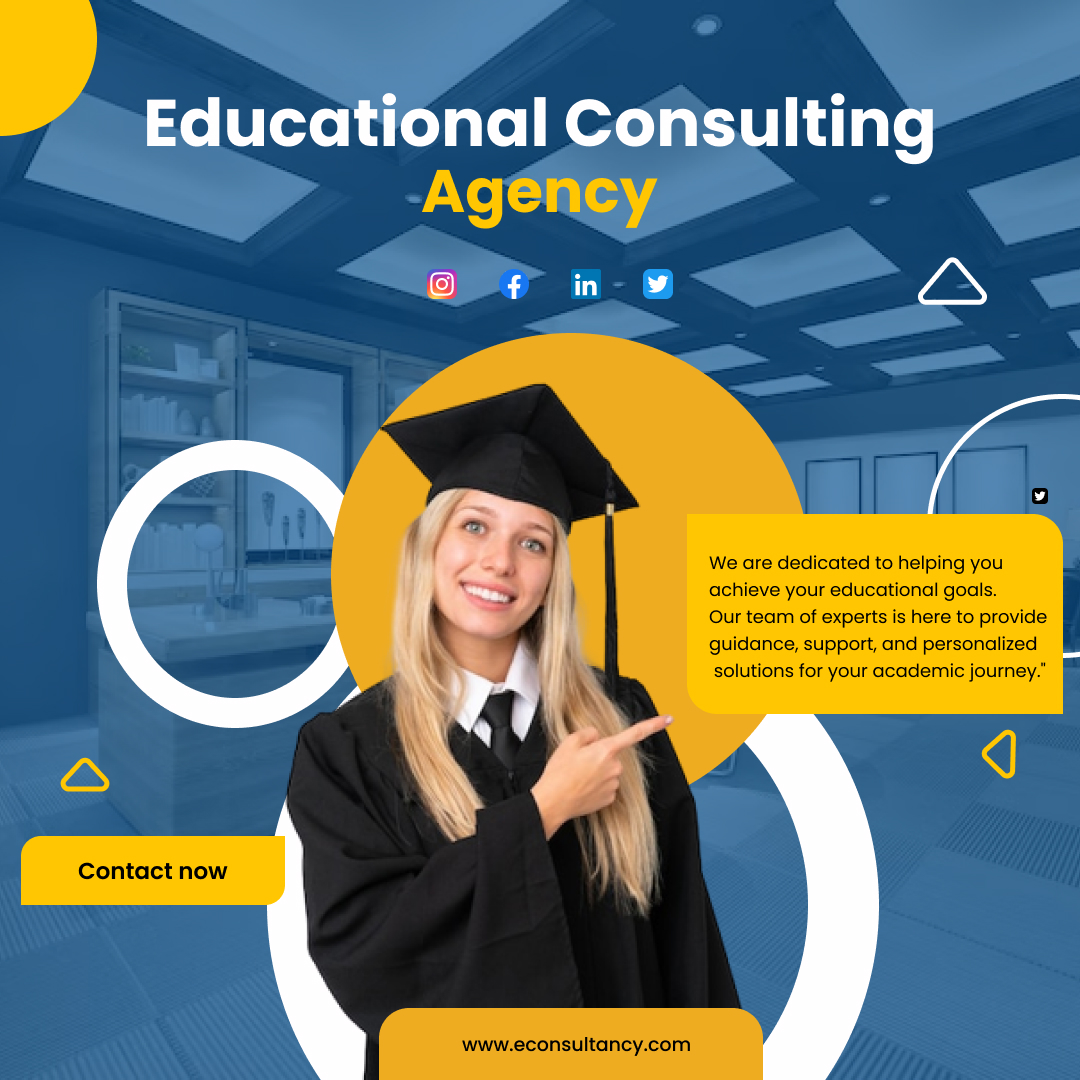 Educational Consulting
Agency
in
We are dedicated to helping you
achieve your educational goals.
Our team of experts is here to provide
guidance, support, and personalized
solutions for your academic journey."
Contact now
www.econsultancy.com